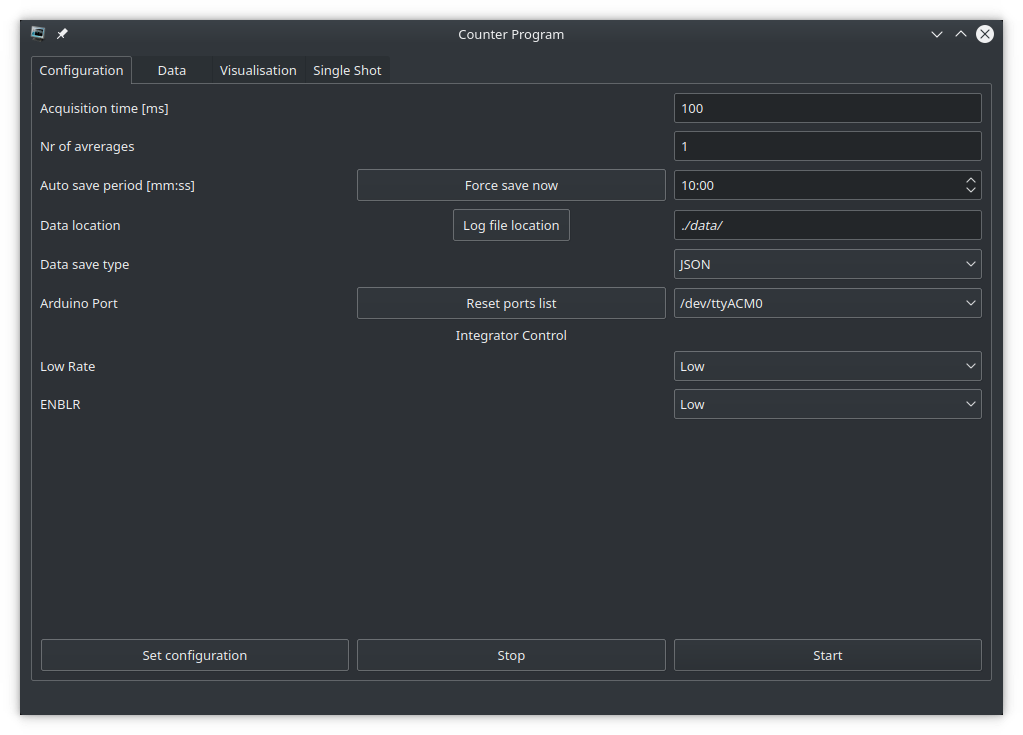 Counter Program
Configuration Data Visualisation Single Shot
Acquisition time [ms] 100
Nr of avrerages 1
Auto save period [mm:ss] Force save now 10:00
Data location Log file location ./data/
Data save type JSON
Arduino Port Reset ports list /dev/ttyACM0
Integrator Control
Low Rate Low
ENBLR Low
Set configuration Stop Start